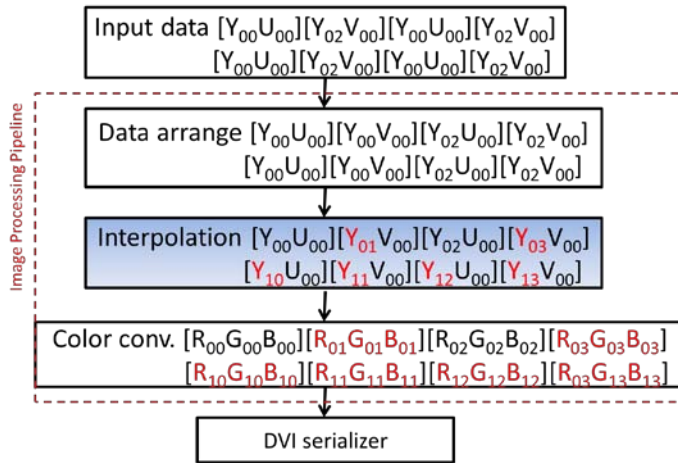 Input data [Y₀₀U₀₀][Y₀₂V₀₀][Y₀₀U₀₀][Y₀₂V₀₀]
[Y₀₀U₀₀][Y₀₂V₀₀][Y₀₀U₀₀][Y₀₂V₀₀]
Image Processing Pipeline
Data arrange [Y₀₀U₀₀][Y₀₀V₀₀][Y₀₂U₀₀][Y₀₂V₀₀]
[Y₀₀U₀₀][Y₀₀V₀₀][Y₀₂U₀₀][Y₀₂V₀₀]
Interpolation [Y₀₀U₀₀][Y₀₁V₀₀][Y₀₂U₀₀][Y₀₃V₀₀]
[Y₁₀U₀₀][Y₁₁V₀₀][Y₁₂U₀₀][Y₁₃V₀₀]
Color conv. [R₀₀G₀₀B₀₀][R₀₁G₀₁B₀₁][R₀₂G₀₂B₀₂][R₀₃G₀₃B₀₃]
[R₁₀G₁₀B₁₀][R₁₁G₁₁B₁₁][R₁₂G₁₂B₁₂][R₀₃G₁₃B₁₃]
DVI serializer